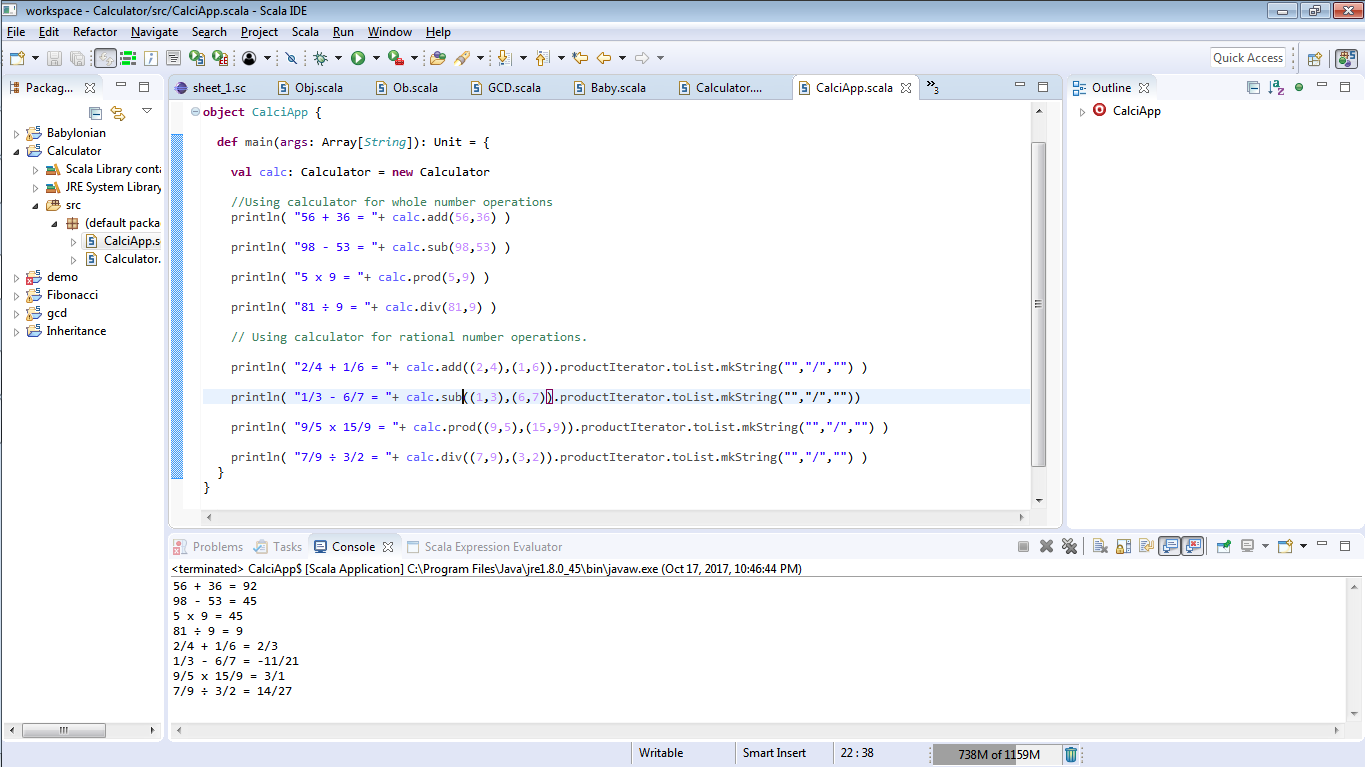 workspace - Calculator/src/CalciApp.scala - Scala IDE
File Edit Refactor Navigate Search Project Scala Run Window Help
Quick Access
Packag...
Babylonian
Calculator
Scala Library conta
JRE System Library
src
(default packa
CalciApp.s
Calculator.
demo
Fibonacci
gcd
Inheritance
sheet_1.sc Obj.scala Ob.scala GCD.scala Baby.scala Calculator.... CalciApp.scala »3
object CalciApp {
def main(args: Array[String]): Unit = {
val calc: Calculator = new Calculator
//Using calculator for whole number operations
println( "56 + 36 = "+ calc.add(56,36) )
println( "98 - 53 = "+ calc.sub(98,53) )
println( "5 x 9 = "+ calc.prod(5,9) )
println( "81 ÷ 9 = "+ calc.div(81,9) )
// Using calculator for rational number operations.
println( "2/4 + 1/6 = "+ calc.add((2,4),(1,6)).productIterator.toList.mkString("","/","") )
println( "1/3 - 6/7 = "+ calc.sub((1,3),(6,7)).productIterator.toList.mkString("","/",""))
println( "9/5 x 15/9 = "+ calc.prod((9,5),(15,9)).productIterator.toList.mkString("","/","") )
println( "7/9 ÷ 3/2 = "+ calc.div((7,9),(3,2)).productIterator.toList.mkString("","/","") )
}
}
Outline
CalciApp
Problems Tasks Console Scala Expression Evaluator
<terminated> CalciApp$ [Scala Application] C:\Program Files\Java\jre1.8.0_45\bin\javaw.exe (Oct 17, 2017, 10:46:44 PM)
56 + 36 = 92
98 - 53 = 45
5 x 9 = 45
81 ÷ 9 = 9
2/4 + 1/6 = 2/3
1/3 - 6/7 = -11/21
9/5 x 15/9 = 3/1
7/9 ÷ 3/2 = 14/27
Writable Smart Insert 22 : 38 738M of 1159M